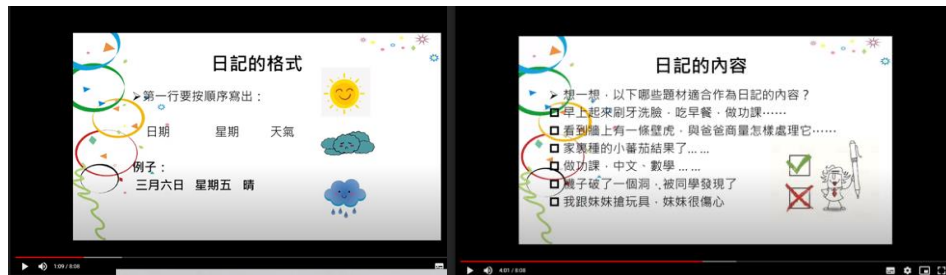 日記的格式
➢第一行要按順序寫出：
日期 星期 天氣
例子：
三月六日 星期五 晴
1:09 / 8:08
日記的內容
➢ 想一想，以下哪些題材適合作為日記的內容？
早上起來刷牙洗臉，吃早餐，做功課……
看到牆上有一條壁虎，與爸爸商量怎樣處理它……
家裏種的小蕃茄結果了... ...
做功課，中文、數學 ... ...
襪子破了一個洞，被同學發現了
我跟妹妹搶玩具，妹妹很傷心
4:01 / 8:08